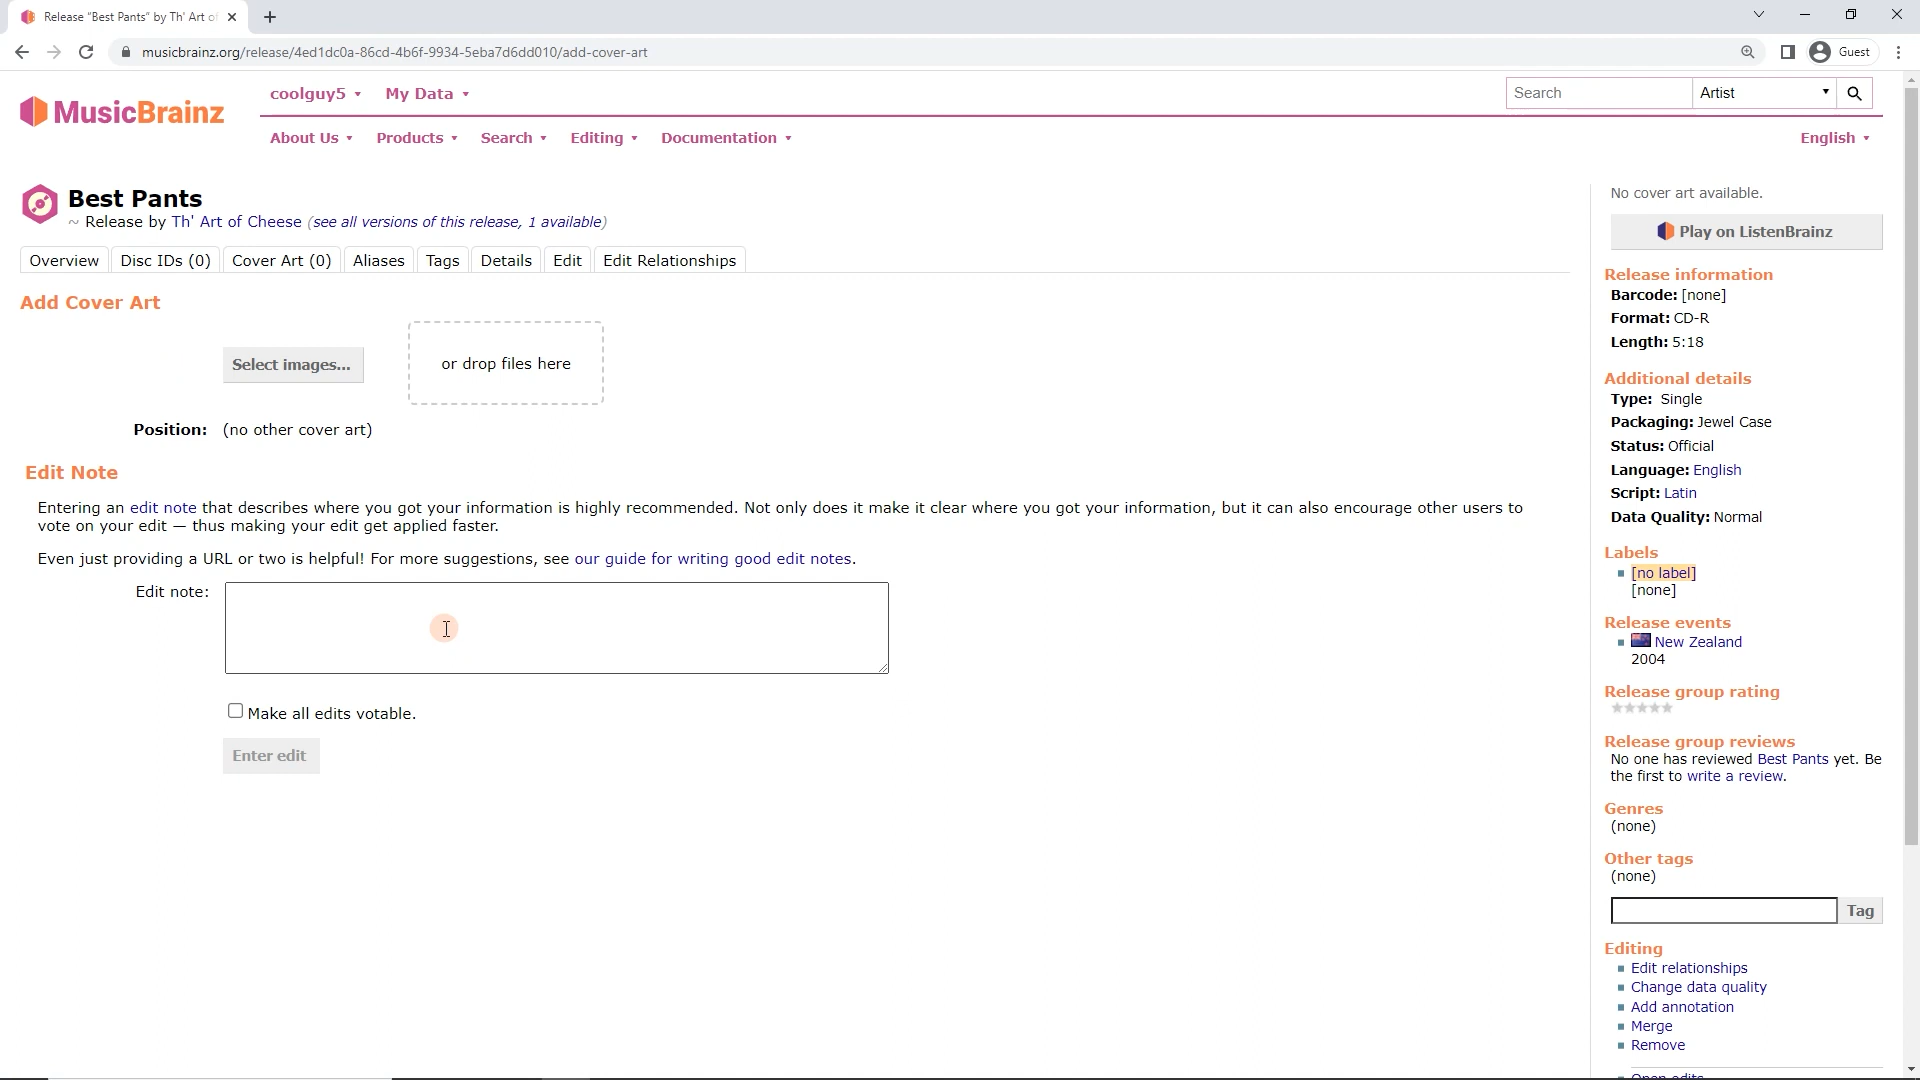 Release "Best Pants" by Th' Art of
musicbrainz.org/release/4ed1dc0a-86cd-4b6f-9934-5eba7d6dd010/add-cover-art
Guest
MusicBrainz
coolguy5
My Data
Search
Artist
About Us
Products
Search
Editing
Documentation
English
Best Pants
~ Release by Th' Art of Cheese (see all versions of this release, 1 available)
Overview
Disc IDs (0)
Cover Art (0)
Aliases
Tags
Details
Edit
Edit Relationships
Add Cover Art
Select images...
or drop files here
Position: (no other cover art)
Edit Note
Entering an edit note that describes where you got your information is highly recommended. Not only does it make it clear where you got your information, but it can also encourage other users to
vote on your edit — thus making your edit get applied faster.
Even just providing a URL or two is helpful! For more suggestions, see our guide for writing good edit notes.
Edit note:
Make all edits votable.
Enter edit
No cover art available.
Play on ListenBrainz
Release information
Barcode: [none]
Format: CD-R
Length: 5:18
Additional details
Type: Single
Packaging: Jewel Case
Status: Official
Language: English
Script: Latin
Data Quality: Normal
Labels
[no label]
[none]
Release events
New Zealand
2004
Release group rating
Release group reviews
No one has reviewed Best Pants yet. Be
the first to write a review.
Genres
(none)
Other tags
(none)
Tag
Editing
Edit relationships
Change data quality
Add annotation
Merge
Remove
Open edits